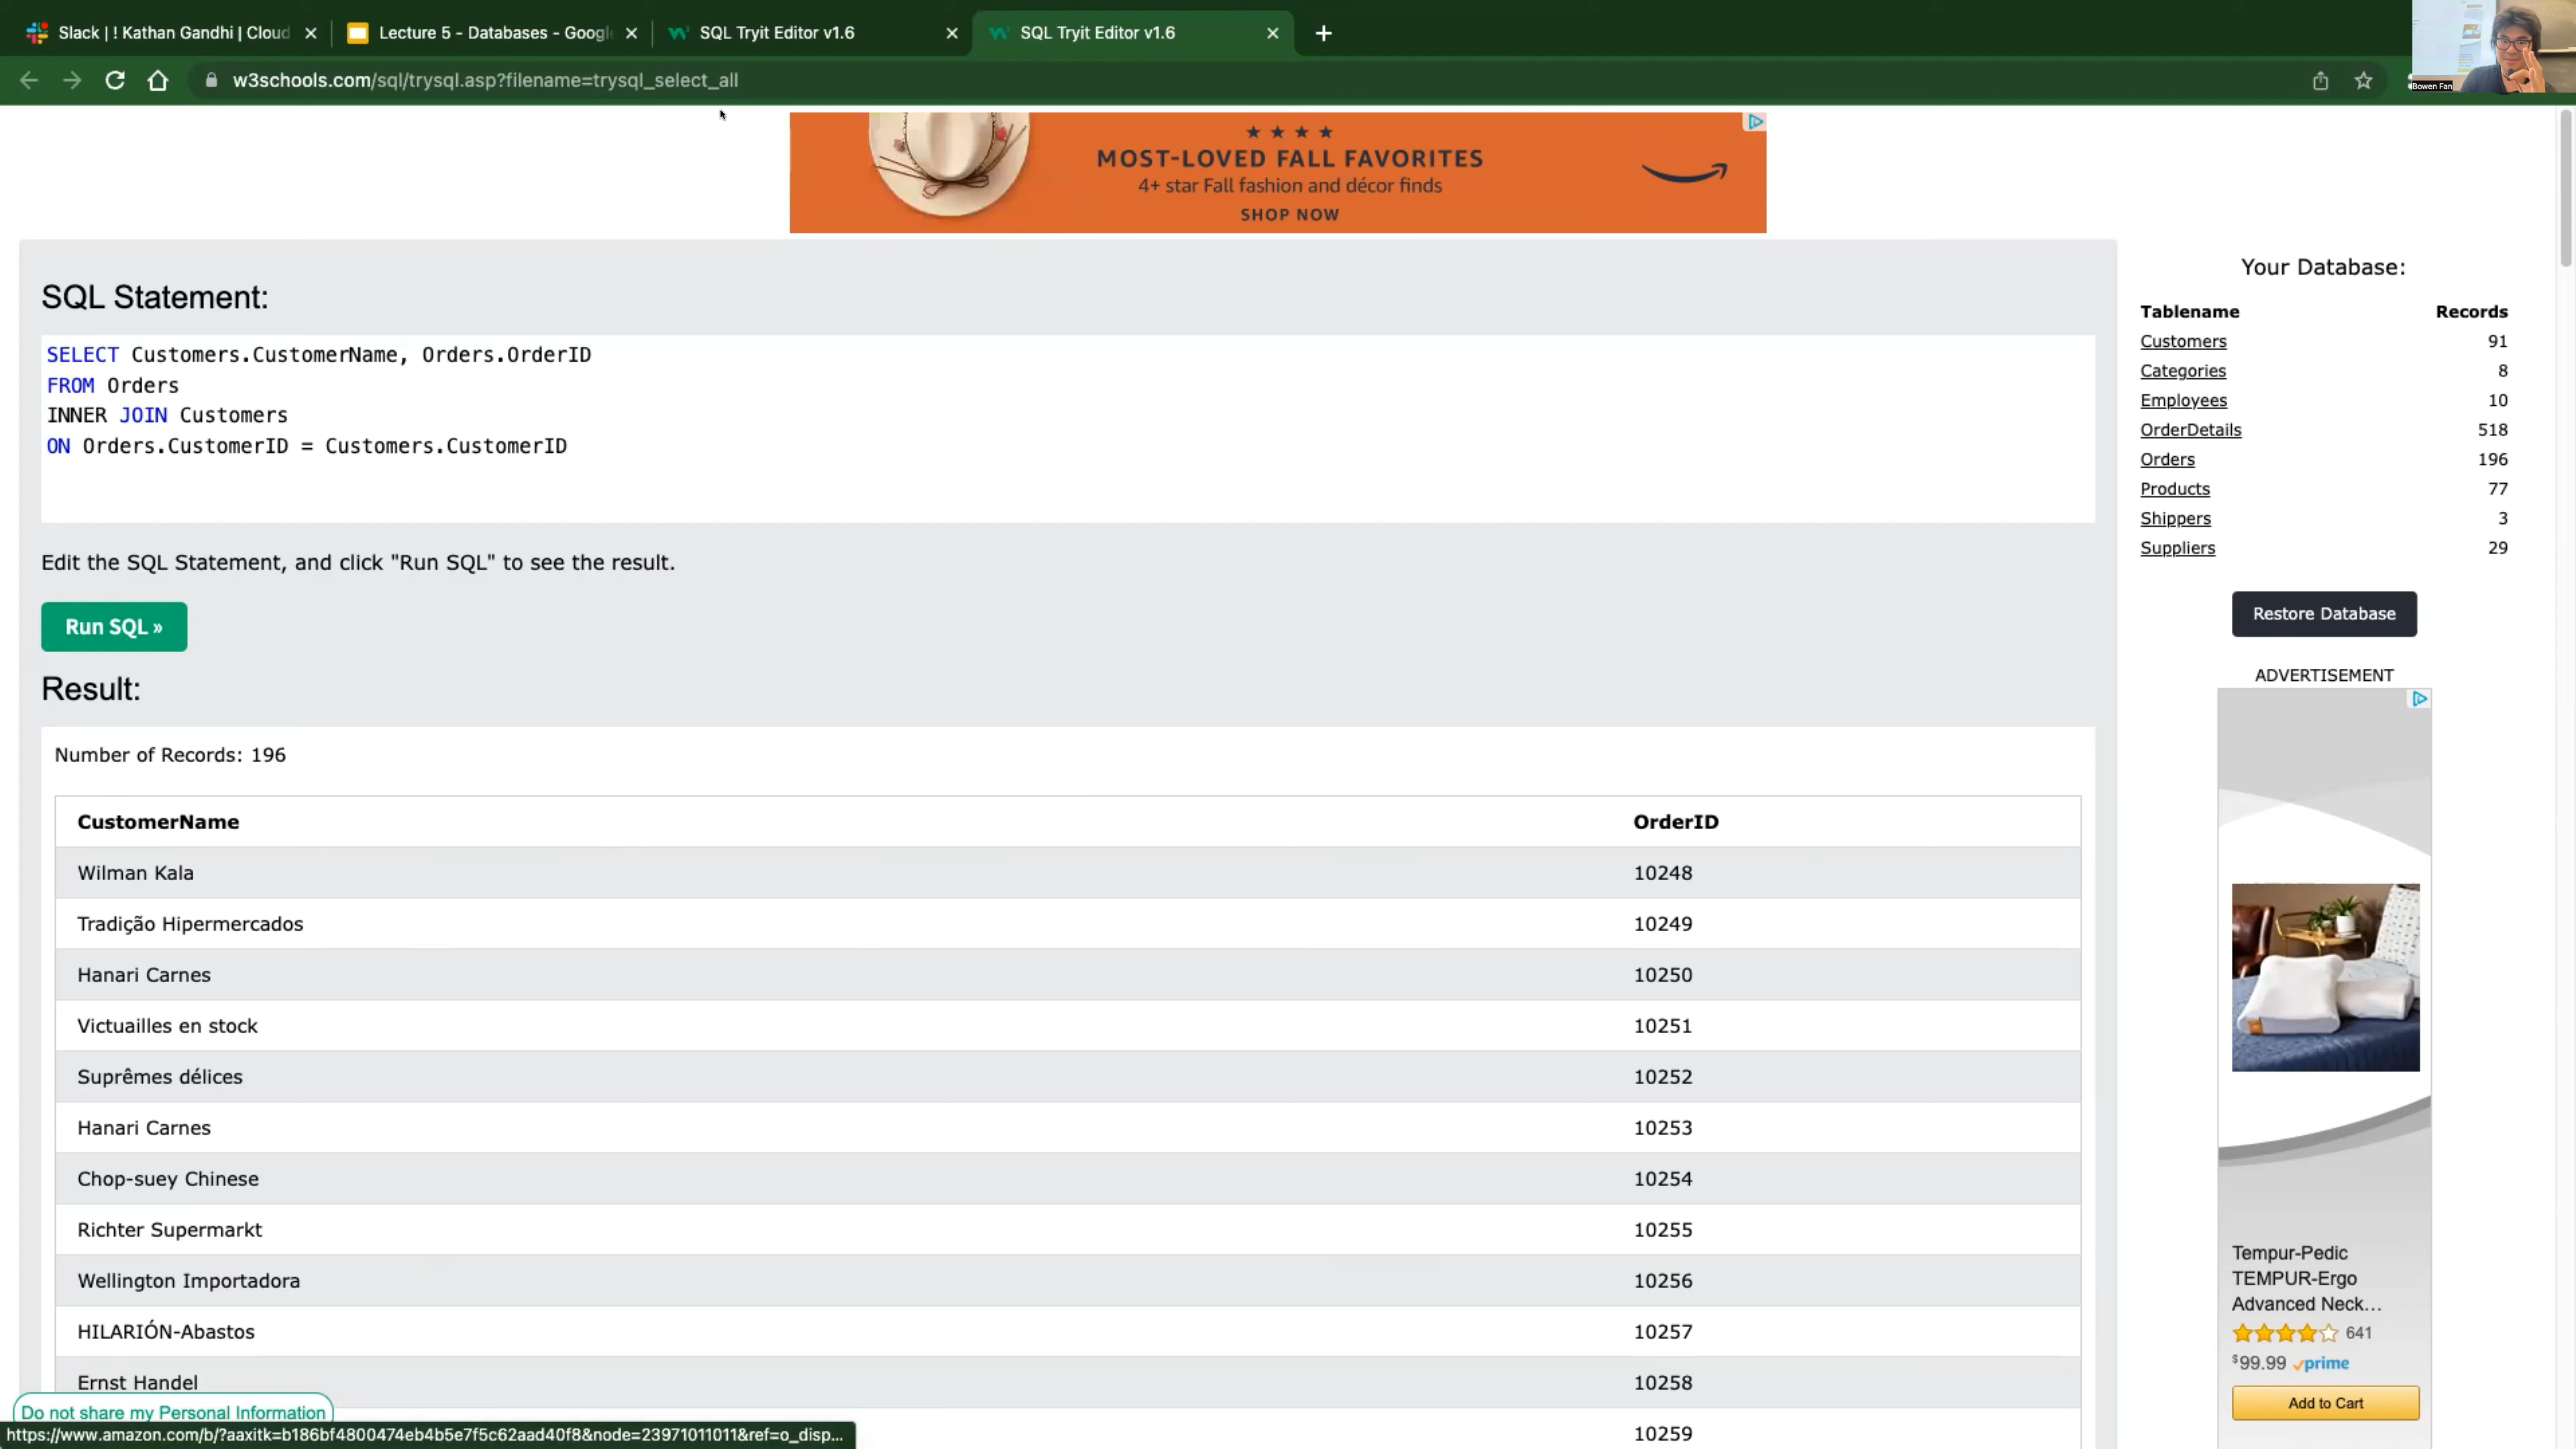 Slack | ! Kathan Gandhi | Cloud
Lecture 5 - Databases - Googl
SQL Tryit Editor v1.6
SQL Tryit Editor v1.6
w3schools.com/sql/trysql.asp?filename=trysql_select_all
Bowen Fan
★ ★ ★ ★
MOST-LOVED FALL FAVORITES
4+ star Fall fashion and décor finds
SHOP NOW
SQL Statement:
SELECT Customers.CustomerName, Orders.OrderID
FROM Orders
INNER JOIN Customers
ON Orders.CustomerID = Customers.CustomerID
Edit the SQL Statement, and click "Run SQL" to see the result.
Run SQL »
Result:
Number of Records: 196
CustomerName OrderID
Wilman Kala 10248
Tradição Hipermercados 10249
Hanari Carnes 10250
Victuailles en stock 10251
Suprêmes délices 10252
Hanari Carnes 10253
Chop-suey Chinese 10254
Richter Supermarkt 10255
Wellington Importadora 10256
HILARIÓN-Abastos 10257
Ernst Handel 10258
10259
Do not share my Personal Information
https://www.amazon.com/b/?aaxitk=b186bf4800474eb4b5e7f5c62aad40f8&node=23971011011&ref=o_disp...
Your Database:
Tablename Records
Customers 91
Categories 8
Employees 10
OrderDetails 518
Orders 196
Products 77
Shippers 3
Suppliers 29
Restore Database
ADVERTISEMENT
Tempur-Pedic
TEMPUR-Ergo
Advanced Neck...
641
$99.99 prime
Add to Cart